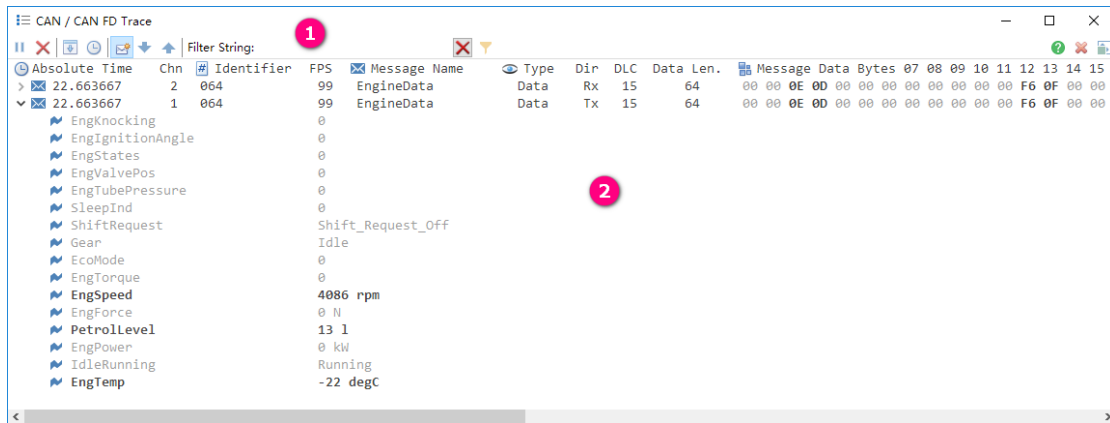 CAN / CAN FD Trace
1
Filter String:
Absolute Time Chn # Identifier FPS Message Name Type Dir DLC Data Len. Message Data Bytes 07 08 09 10 11 12 13 14 15
22.663667 2 064 99 EngineData Data Rx 15 64 00 00 0E 0D 00 00 00 00 00 00 00 00 F6 0F 00 00
22.663667 1 064 99 EngineData Data Tx 15 64 00 00 0E 0D 00 00 00 00 00 00 00 00 F6 0F 00 00
EngKnocking 0
EngIgnitionAngle 0
EngStates 0
EngValvePos 0
EngTubePressure 0
2
SleepInd 0
ShiftRequest Shift_Request_Off
Gear Idle
EcoMode 0
EngTorque 0
EngSpeed 4086 rpm
EngForce 0 N
PetrolLevel 13 l
EngPower 0 kW
IdleRunning Running
EngTemp -22 degC